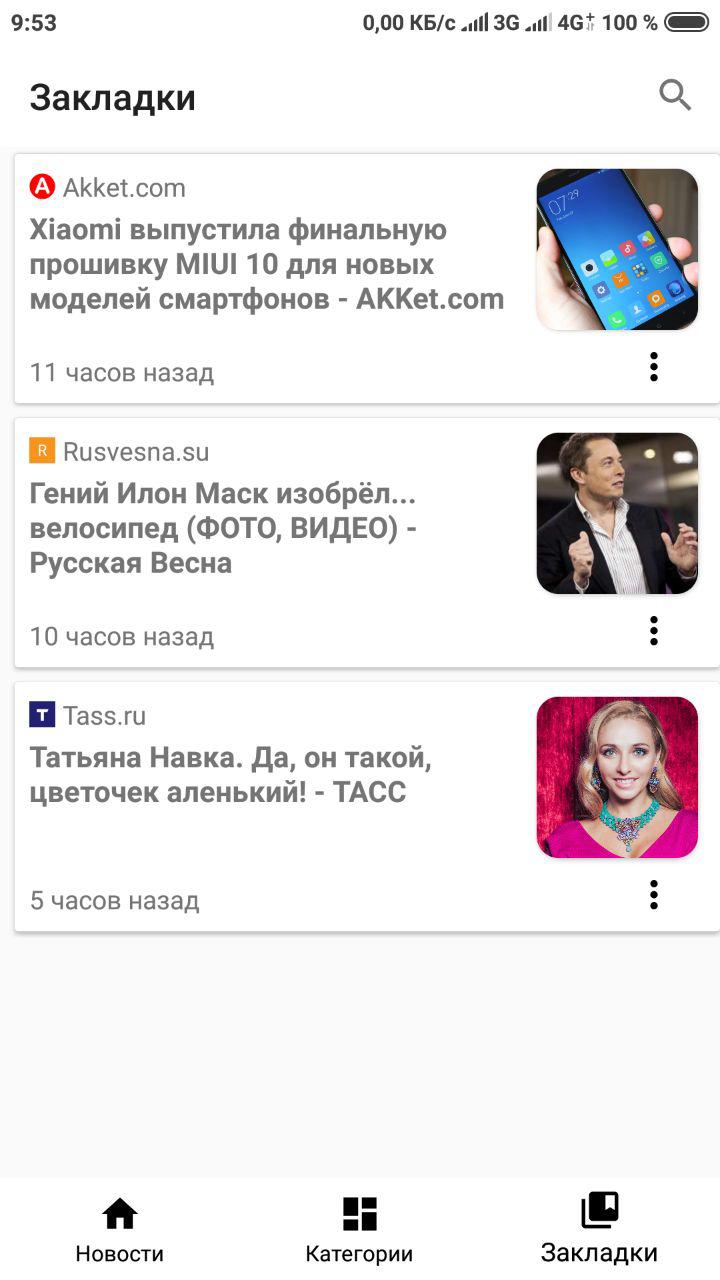 9:53
0,00 КБ/с 3G 4G+ 100 %
Закладки
A Akket.com
Xiaomi выпустила финальную
прошивку MIUI 10 для новых
моделей смартфонов - AKKet.com
07:29
11 часов назад
R Rusvesna.su
Гений Илон Маск изобрёл...
велосипед (ФОТО, ВИДЕО) -
Русская Весна
10 часов назад
T Tass.ru
Татьяна Навка. Да, он такой,
цветочек аленький! - ТАСС
5 часов назад
Новости
Категории
Закладки